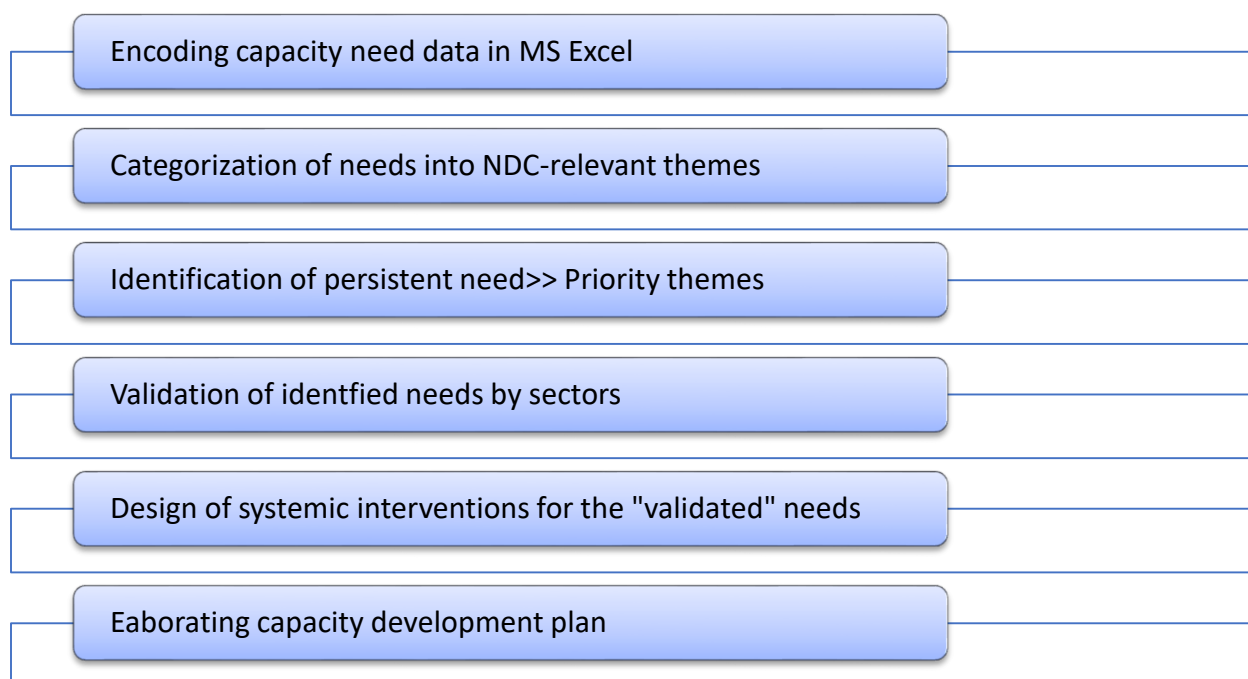 Encoding capacity need data in MS Excel
Categorization of needs into NDC-relevant themes
Identification of persistent need>> Priority themes
Validation of identfied needs by sectors
Design of systemic interventions for the "validated" needs
Eaborating capacity development plan